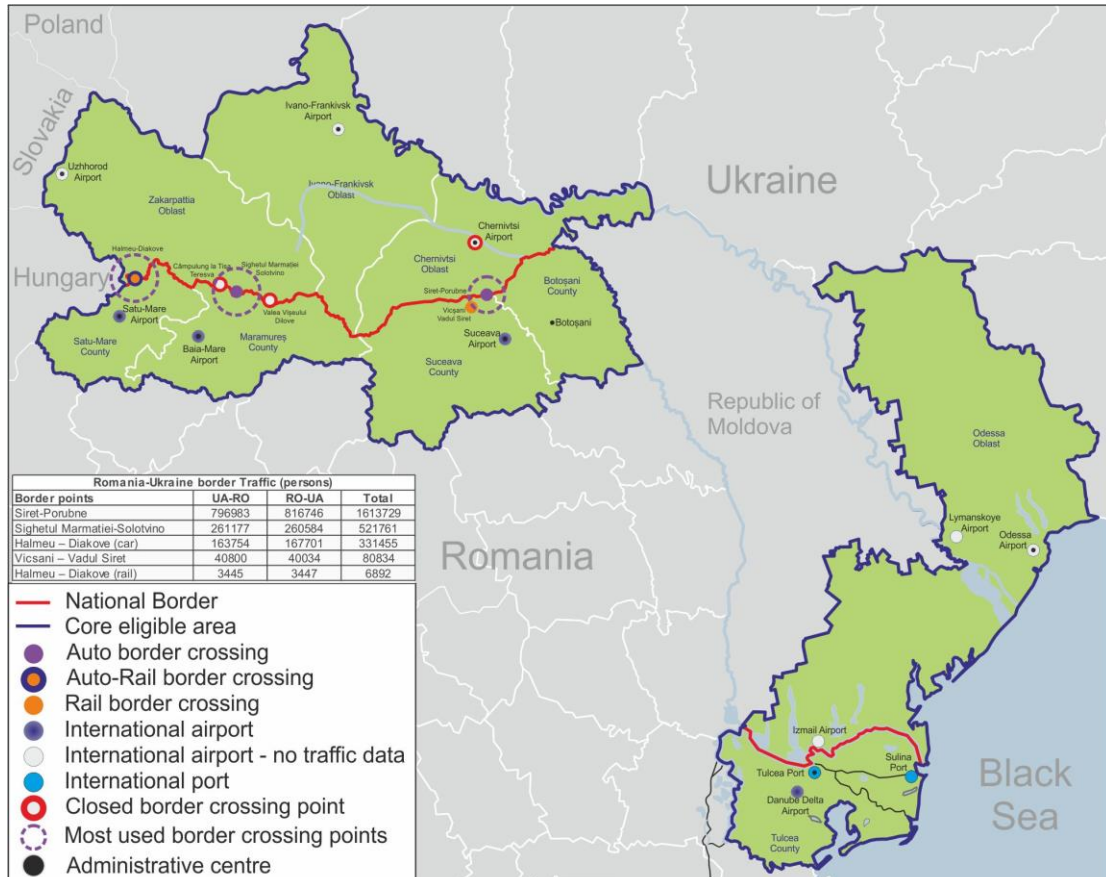 Poland
Slovakia
Hungary
Ukraine
Republic of
Moldova
Romania
Black
Sea
Ivano-Frankivsk
Airport
Uzhhorod
Airport
Zakarpattia
Oblast
Ivano-Frankivsk
Oblast
Chernivtsi
Airport
Chernivtsi
Oblast
Halmeu-Diakove
Câmpulung la Tisa
Teresva
Sighetul Marmatiei
Solotvino
Valea Vișeului
Dilove
Siret-Porubne
Vicșani
Vadul Siret
Botoșani
County
Botoșani
Satu-Mare
Airport
Satu-Mare
County
Baia-Mare
Airport
Maramureș
County
Suceava
Airport
Suceava
County
Odessa
Oblast
Lymanskoye
Airport
Odessa
Airport
Izmail Airport
Sulina
Port
Tulcea Port
Danube Delta
Airport
Tulcea
County
Romania-Ukraine border Traffic (persons)
Border points UA-RO RO-UA Total
Siret-Porubne 796983 816746 1613729
Sighetul Marmatiei-Solotvino 261177 260584 521761
Halmeu – Diakove (car) 163754 167701 331455
Vicsani – Vadul Siret 40800 40034 80834
Halmeu – Diakove (rail) 3445 3447 6892
National Border
Core eligible area
Auto border crossing
Auto-Rail border crossing
Rail border crossing
International airport
International airport - no traffic data
International port
Closed border crossing point
Most used border crossing points
Administrative centre